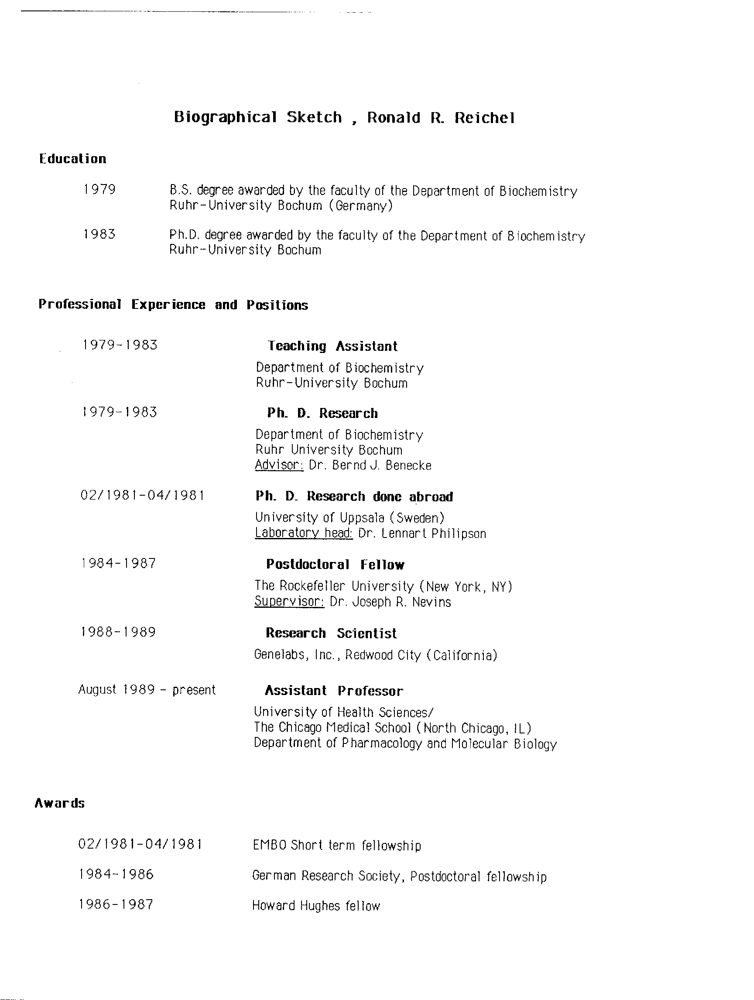 Biographical Sketch , Ronald R. Reichel
Education
1979 B.S. degree awarded by the faculty of the Department of Biochemistry
Ruhr-University Bochum (Germany)
1983 Ph.D. degree awarded by the faculty of the Department of Biochemistry
Ruhr-University Bochum
Professional Experience and Positions
1979-1983 Teaching Assistant
Department of Biochemistry
Ruhr-University Bochum
1979-1983 Ph. D. Research
Department of Biochemistry
Ruhr University Bochum
Advisor: Dr. Bernd J. Benecke
02/1981-04/1981 Ph. D. Research done abroad
University of Uppsala (Sweden)
Laboratory head: Dr. Lennart Philipson
1984-1987 Postdoctoral Fellow
The Rockefeller University (New York, NY)
Supervisor: Dr. Joseph R. Nevins
1988-1989 Research Scientist
Genelabs, Inc., Redwood City (California)
August 1989 - present Assistant Professor
University of Health Sciences/
The Chicago Medical School (North Chicago, IL)
Department of Pharmacology and Molecular Biology
Awards
02/1981-04/1981 EMBO Short term fellowship
1984-1986 German Research Society, Postdoctoral fellowship
1986-1987 Howard Hughes fellow